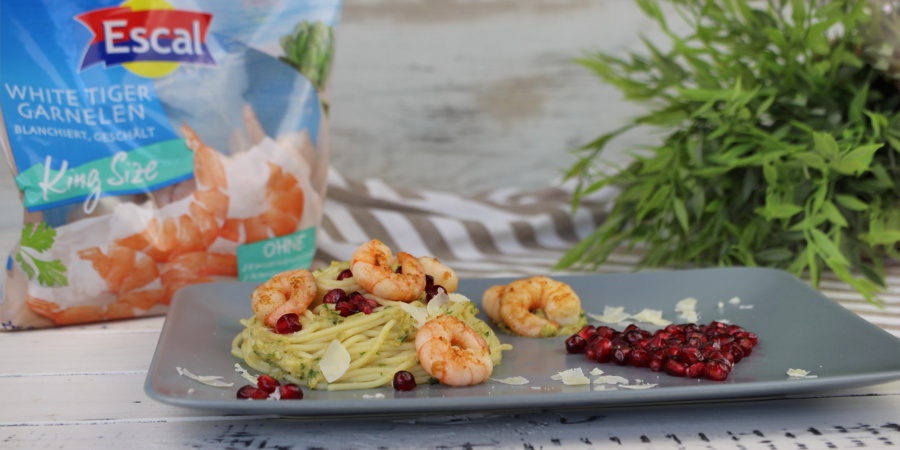 Escal
WHITE TIGER
GARNELEN
BLANCHIERT, GESCHÄLT
King Size
OHNE